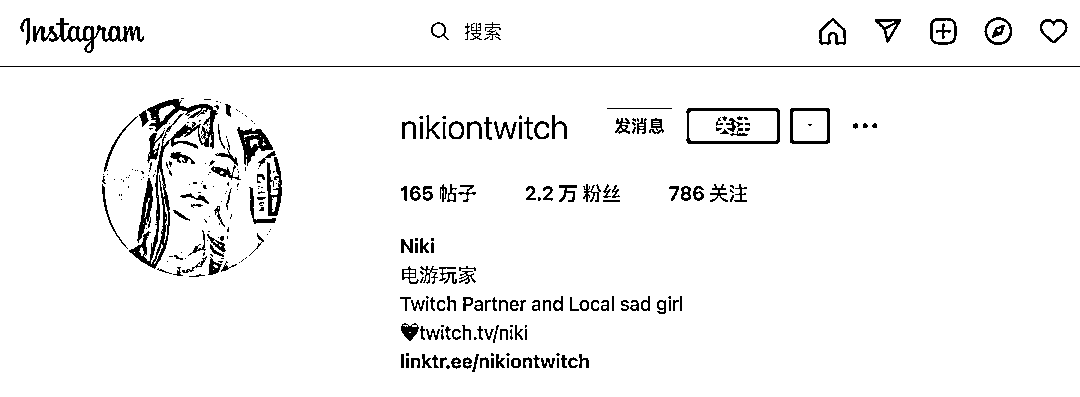 Instagram
搜索
nikiontwitch 发消息 关注
165 帖子 2.2 万 粉丝 786 关注
Niki
电游玩家
Twitch Partner and Local sad girl
twitch.tv/niki
linktr.ee/nikiontwitch